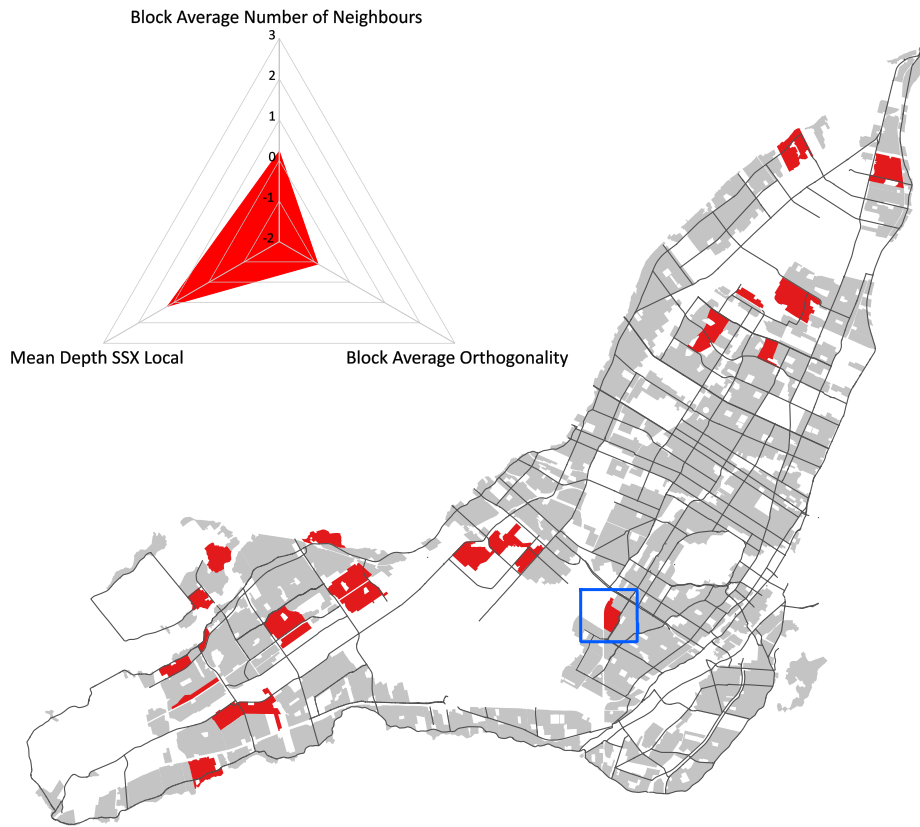 Block Average Number of Neighbours
3
2
1
0
-1
-2
Mean Depth SSX Local
Block Average Orthogonality